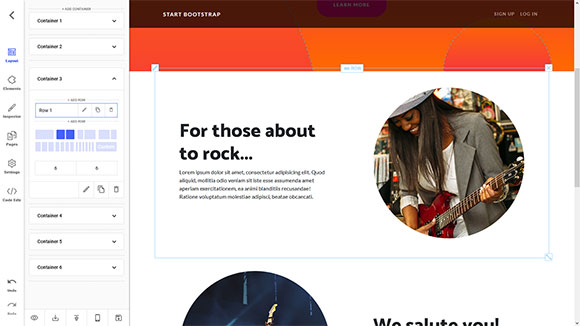 + ADD CONTAINER
Container 1
Container 2
Container 3
+ ADD ROW
Row 1
+ ADD ROW
Custom
6
6
Container 4
Container 5
Container 6
Layout
Elements
Inspector
Pages
Settings
Code Edit
Undo
Redo
LEARN MORE
START BOOTSTRAP
SIGN UP
LOG IN
For those about
to rock...
Lorem ipsum dolor sit amet, consectetur adipisicing elit. Quod
aliquid, mollitia odio veniam sit iste esse assumenda amet
aperiam exercitationem, ea animi blanditiis recusandae!
Ratione voluptatum molestiae adipisci, beatae obcaecati.
We salute you!